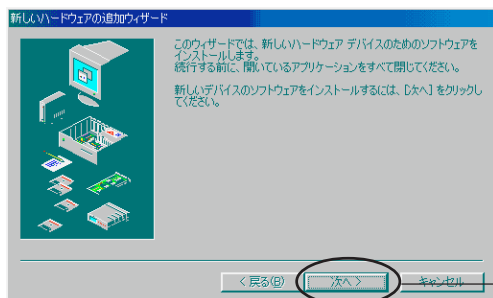 新しいハードウェアの追加ウィザード
このウィザードでは、新しいハードウェア デバイスのためのソフトウェアを
インストールします。
続行する前に、開いているアプリケーションをすべて閉じてください。
新しいデバイスのソフトウェアをインストールするには、[次へ] をクリックし
てください。
< 戻る(B)
次へ >
キャンセル